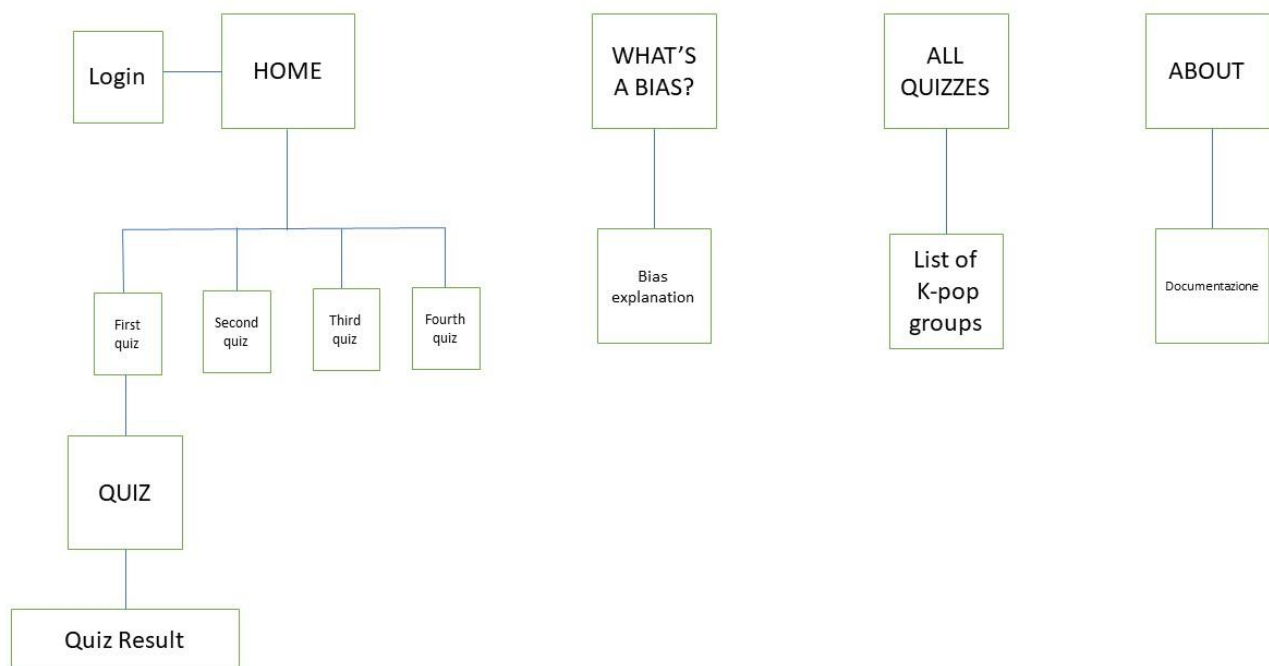 Login
HOME
WHAT'S
A BIAS?
ALL
QUIZZES
ABOUT
First
quiz
Second
quiz
Third
quiz
Fourth
quiz
Bias
explanation
List of
K-pop
groups
Documentazione
QUIZ
Quiz Result